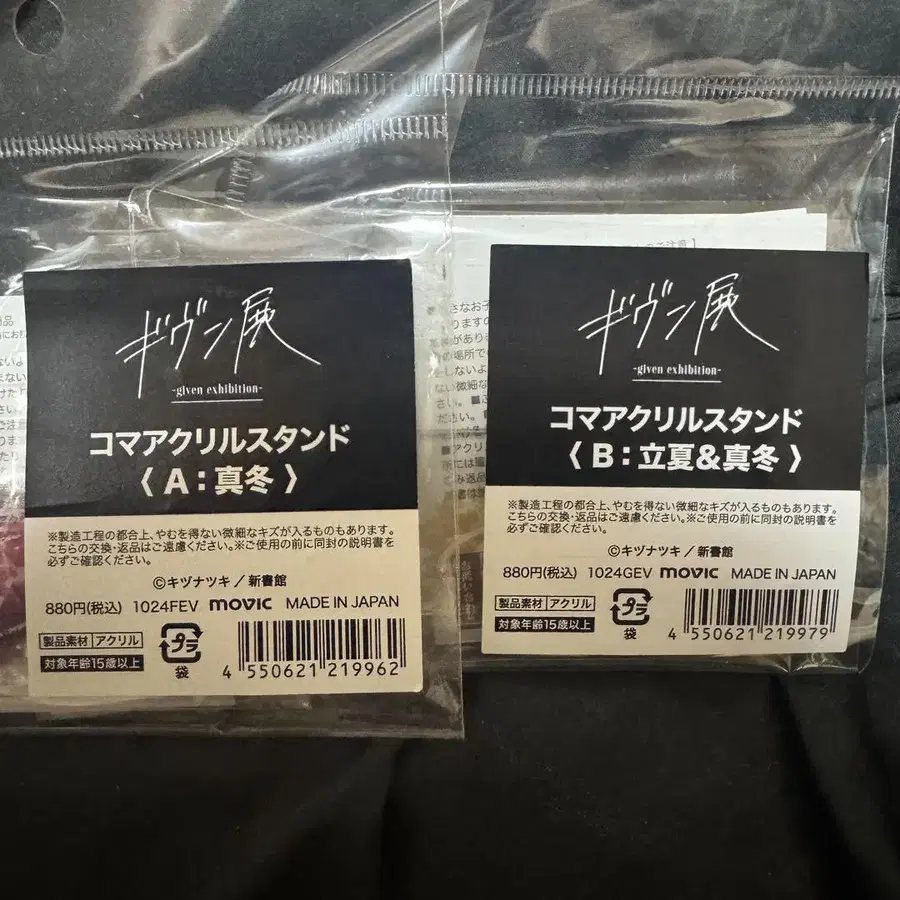 ギヴン展
-given exhibition-
コマアクリルスタンド
〈A:真冬〉
※製造工程の都合上、やむを得ない微細なキズが入るものもあります。
こちらの交換・返品はご遠慮ください。※ご使用の前に同封の説明書を
必ずご確認ください。
©キヅナツキ/新書館
880円(税込) 1024FEV movic MADE IN JAPAN
製品素材 アクリル
対象年齢15歳以上
プラ
袋
4 550621 219962
ギヴン展
-given exhibition-
コマアクリルスタンド
〈B:立夏&真冬〉
※製造工程の都合上、やむを得ない微細なキズが入るものもあります。
こちらの交換・返品はご遠慮ください。※ご使用の前に同封の説明書を
必ずご確認ください。
©キヅナツキ/新書館
880円(税込) 1024GEV movic MADE IN JAPAN
製品素材 アクリル
対象年齢15歳以上
プラ
袋
4 550621 219979